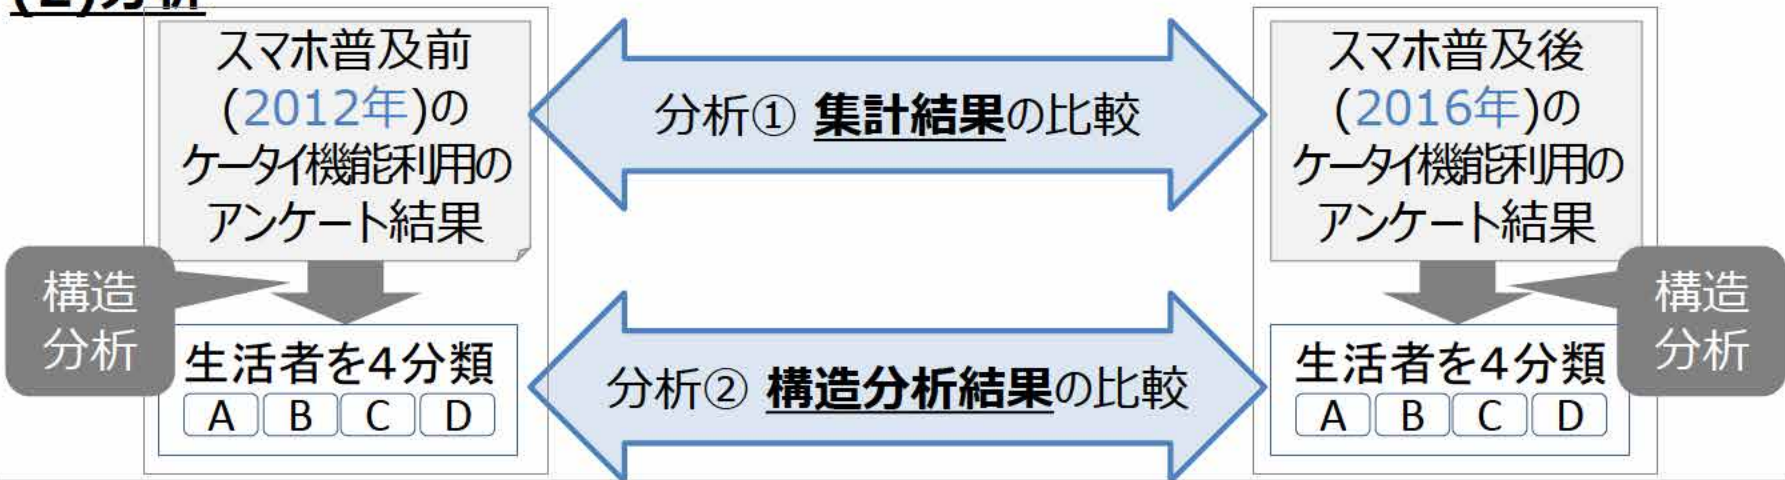 (2)分析
スマホ普及前
(2012年)の
ケータイ機能利用の
アンケート結果
分析① 集計結果の比較
スマホ普及後
(2016年)の
ケータイ機能利用の
アンケート結果
構造
分析
構造
分析
生活者を4分類
A B C D
分析② 構造分析結果の比較
生活者を4分類
A B C D